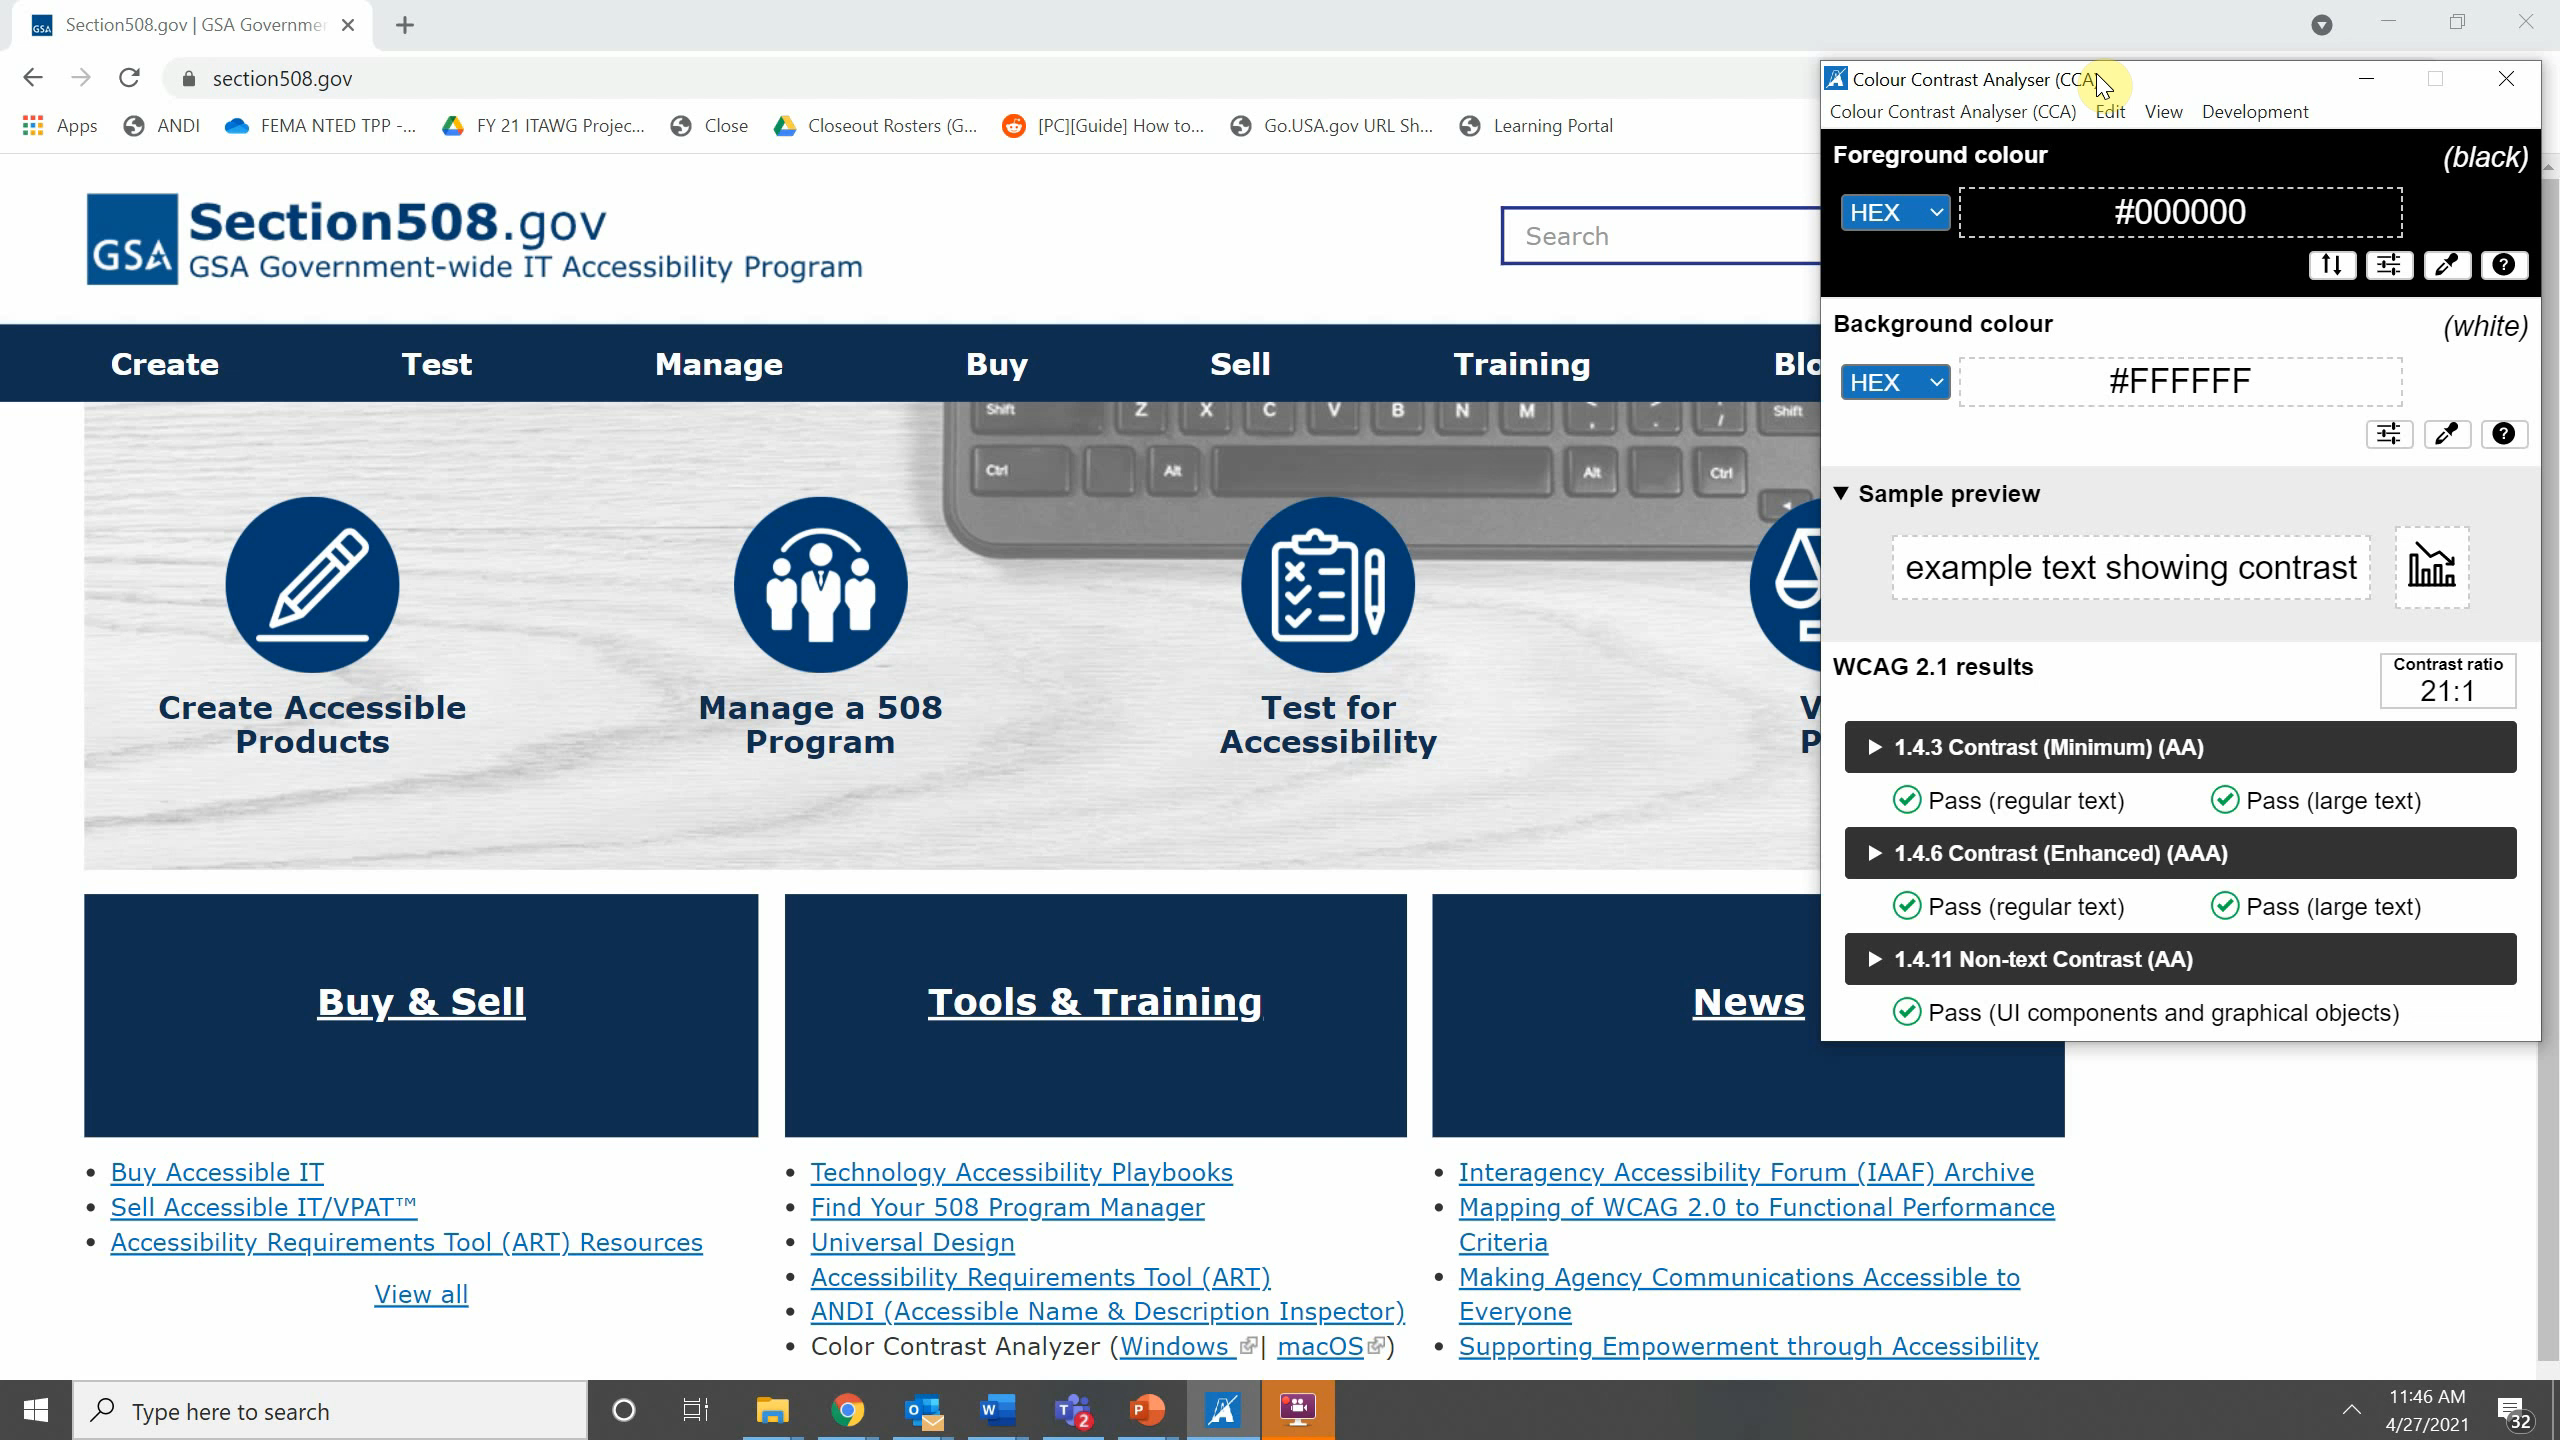 Section508.gov | GSA Governmer
section508.gov
Apps
ANDI
FEMA NTED TPP -...
FY 21 ITAWG Projec...
Close
Closeout Rosters (G...
[PC][Guide] How to...
Go.USA.gov URL Sh...
Learning Portal
GSA
Section508.gov
GSA Government-wide IT Accessibility Program
Search
Create
Test
Manage
Buy
Sell
Training
Blo
Shift Z X C V B N M Shift
Ctrl Alt Alt Ctrl
Create Accessible
Products
Manage a 508
Program
Test for
Accessibility
V
P
Buy & Sell
Tools & Training
News
• Buy Accessible IT
• Sell Accessible IT/VPAT™
• Accessibility Requirements Tool (ART) Resources
View all
• Technology Accessibility Playbooks
• Find Your 508 Program Manager
• Universal Design
• Accessibility Requirements Tool (ART)
• ANDI (Accessible Name & Description Inspector)
• Color Contrast Analyzer (Windows | macOS)
• Interagency Accessibility Forum (IAAF) Archive
• Mapping of WCAG 2.0 to Functional Performance
Criteria
• Making Agency Communications Accessible to
Everyone
• Supporting Empowerment through Accessibility
Colour Contrast Analyser (CCA)
Colour Contrast Analyser (CCA) Edit View Development
Foreground colour (black)
HEX #000000
Background colour (white)
HEX #FFFFFF
Sample preview
example text showing contrast
WCAG 2.1 results
Contrast ratio
21:1
1.4.3 Contrast (Minimum) (AA)
Pass (regular text) Pass (large text)
1.4.6 Contrast (Enhanced) (AAA)
Pass (regular text) Pass (large text)
1.4.11 Non-text Contrast (AA)
Pass (UI components and graphical objects)
Type here to search
2
11:46 AM
4/27/2021
32